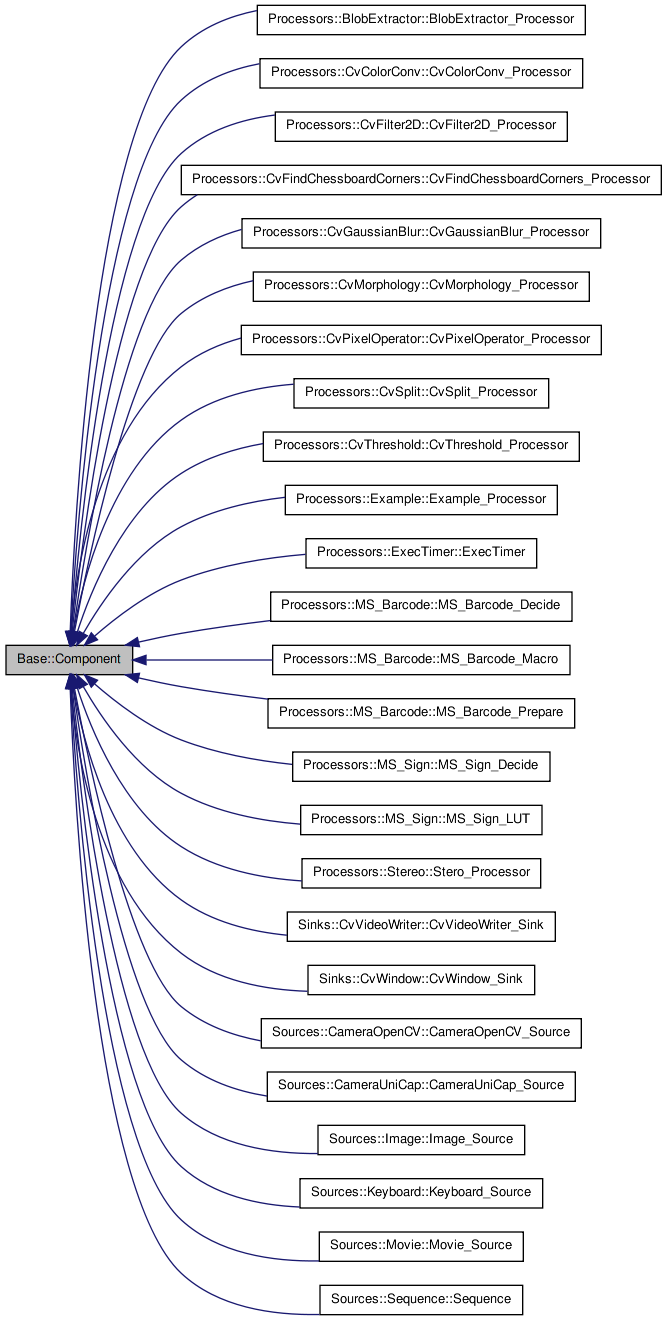 Processors::BlobExtractor::BlobExtractor_Processor
Processors::CvColorConv::CvColorConv_Processor
Processors::CvFilter2D::CvFilter2D_Processor
Processors::CvFindChessboardCorners::CvFindChessboardCorners_Processor
Processors::CvGaussianBlur::CvGaussianBlur_Processor
Processors::CvMorphology::CvMorphology_Processor
Processors::CvPixelOperator::CvPixelOperator_Processor
Processors::CvSplit::CvSplit_Processor
Processors::CvThreshold::CvThreshold_Processor
Processors::Example::Example_Processor
Processors::ExecTimer::ExecTimer
Processors::MS_Barcode::MS_Barcode_Decide
Base::Component
Processors::MS_Barcode::MS_Barcode_Macro
Processors::MS_Barcode::MS_Barcode_Prepare
Processors::MS_Sign::MS_Sign_Decide
Processors::MS_Sign::MS_Sign_LUT
Processors::Stereo::Stero_Processor
Sinks::CvVideoWriter::CvVideoWriter_Sink
Sinks::CvWindow::CvWindow_Sink
Sources::CameraOpenCV::CameraOpenCV_Source
Sources::CameraUniCap::CameraUniCap_Source
Sources::Image::Image_Source
Sources::Keyboard::Keyboard_Source
Sources::Movie::Movie_Source
Sources::Sequence::Sequence